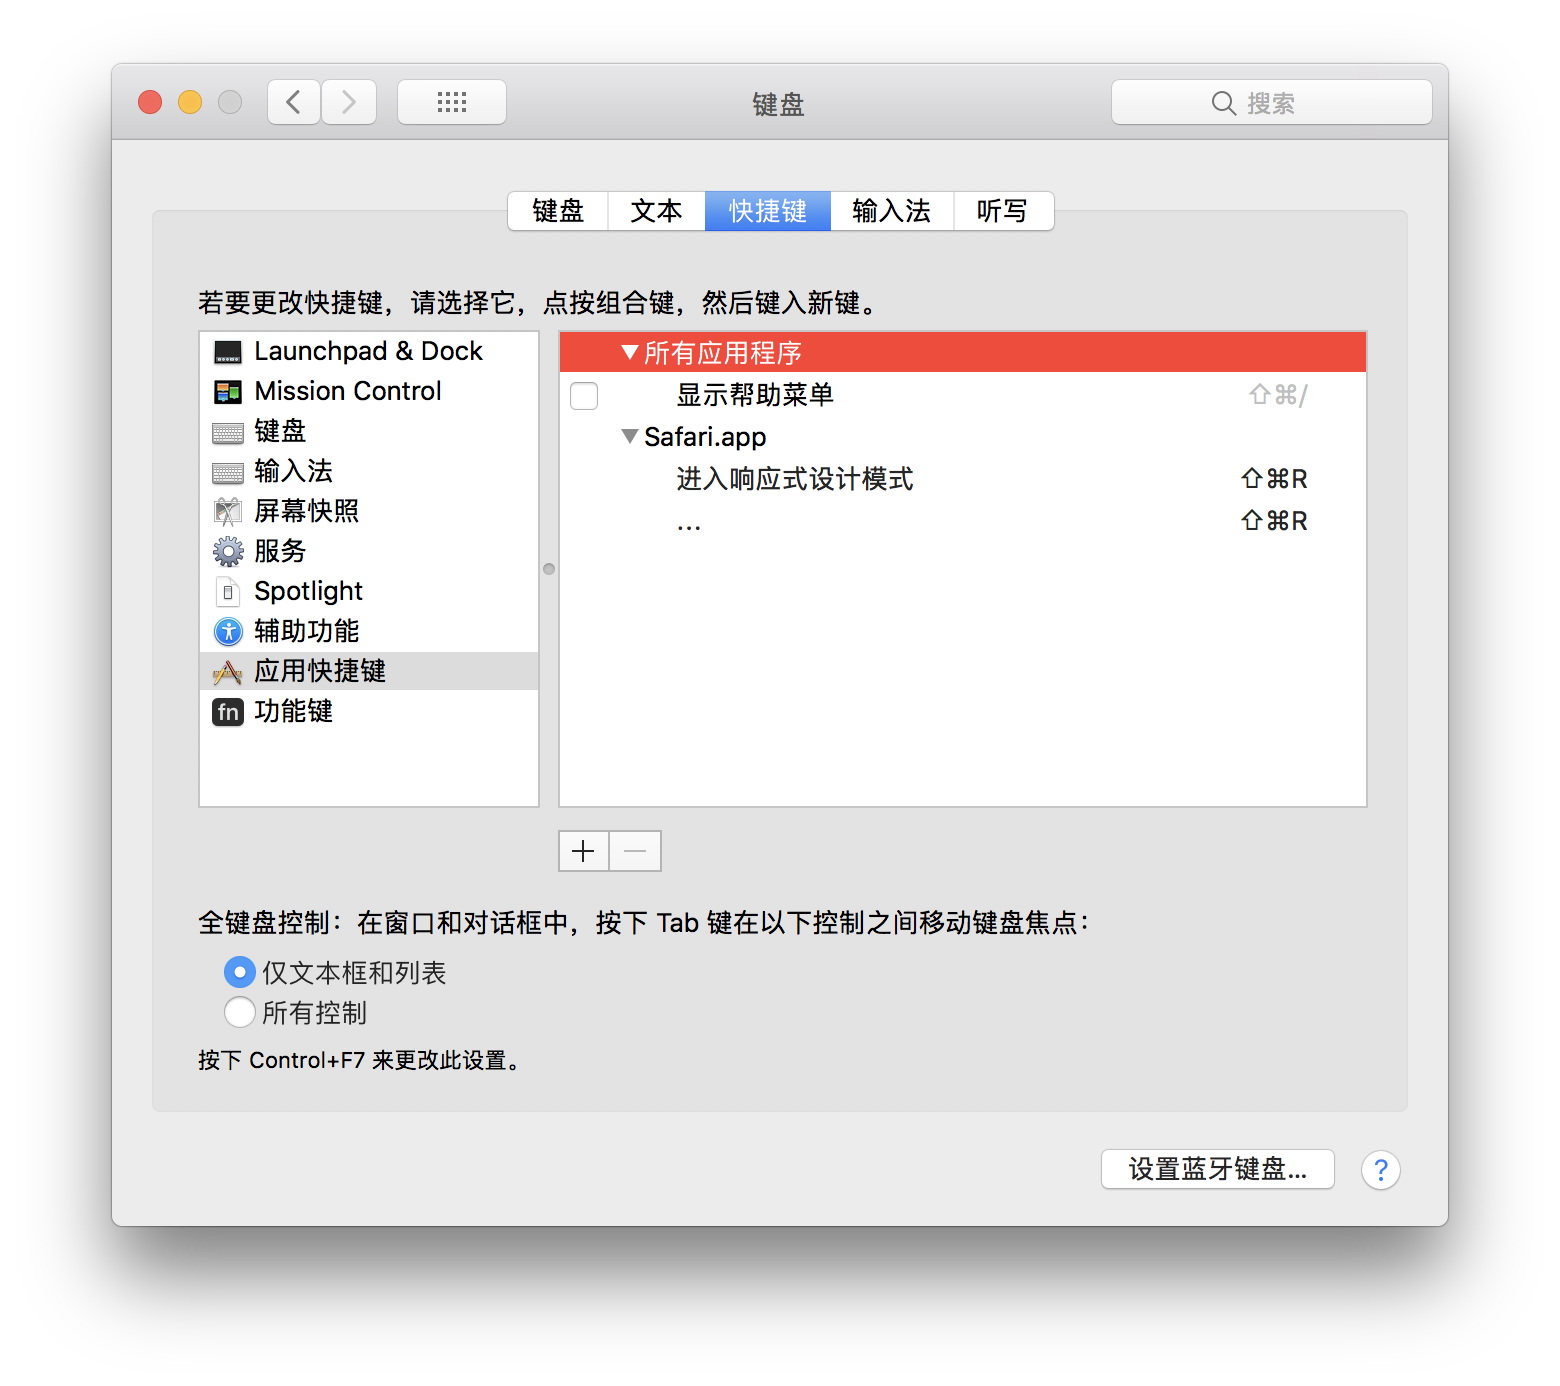 键盘
搜索
键盘 文本 快捷键 输入法 听写
若要更改快捷键，请选择它，点按组合键，然后键入新键。
Launchpad & Dock
Mission Control
键盘
输入法
屏幕快照
服务
Spotlight
辅助功能
应用快捷键
fn 功能键
▼所有应用程序
显示帮助菜单 ⇧⌘/
▼Safari.app
进入响应式设计模式 ⇧⌘R
... ⇧⌘R
全键盘控制：在窗口和对话框中，按下 Tab 键在以下控制之间移动键盘焦点：
仅文本框和列表
所有控制
按下 Control+F7 来更改此设置。
设置蓝牙键盘... ?